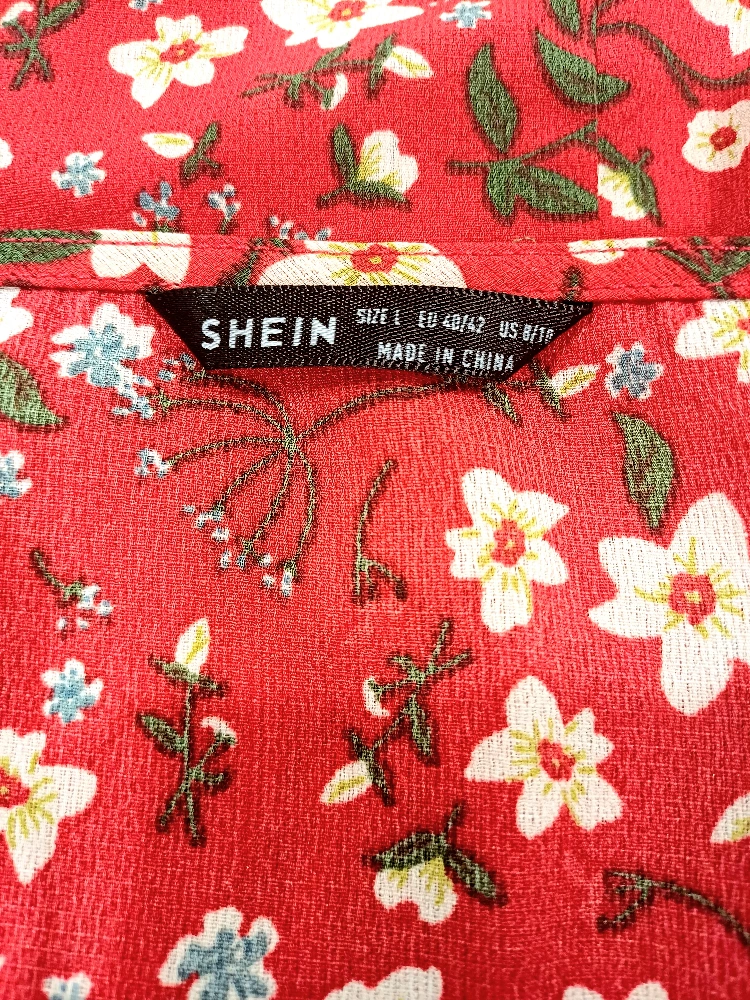 SHEIN SIZE L EU 40/42 US 8/10
MADE IN CHINA